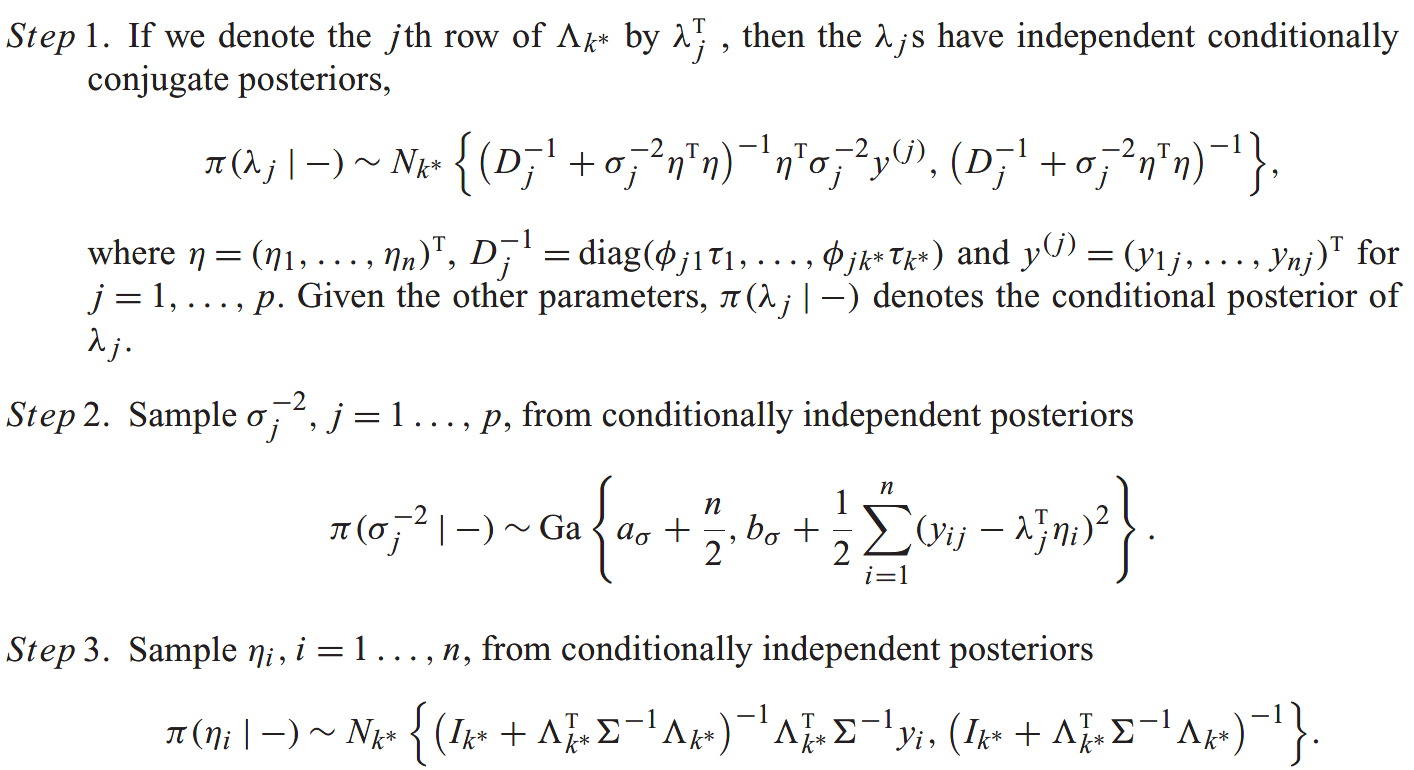 Step 1. If we denote the jth row of Λ_{k*} by λ_j^T , then the λ_js have independent conditionally
conjugate posteriors,
π(λ_j | −) ∼ N_{k*} { (D_j^{−1} + σ_j^{−2} η^T η)^{−1} η^T σ_j^{−2} y^{(j)}, (D_j^{−1} + σ_j^{−2} η^T η)^{−1} },
where η = (η_1, . . . , η_n)^T, D_j^{−1} = diag(ϕ_{j1}τ_1, . . . , ϕ_{jk*}τ_{k*}) and y^{(j)} = (y_{1j}, . . . , y_{nj})^T for
j = 1, . . . , p. Given the other parameters, π(λ_j | −) denotes the conditional posterior of
λ_j.
Step 2. Sample σ_j^{−2}, j = 1 . . . , p, from conditionally independent posteriors
π(σ_j^{−2} | −) ∼ Ga { a_σ + \frac{n}{2}, b_σ + \frac{1}{2} \sum_{i=1}^{n} (y_{ij} − λ_j^T η_i)^2 } .
Step 3. Sample η_i, i = 1 . . . , n, from conditionally independent posteriors
π(η_i | −) ∼ N_{k*} { (I_{k*} + Λ_{k*}^T Σ^{−1} Λ_{k*})^{−1} Λ_{k*}^T Σ^{−1} y_i, (I_{k*} + Λ_{k*}^T Σ^{−1} Λ_{k*})^{−1} }.